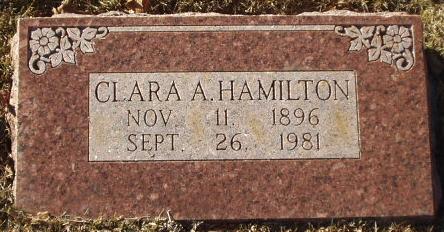 CLARA A. HAMILTON
NOV. 11, 1896
SEPT. 26, 1981